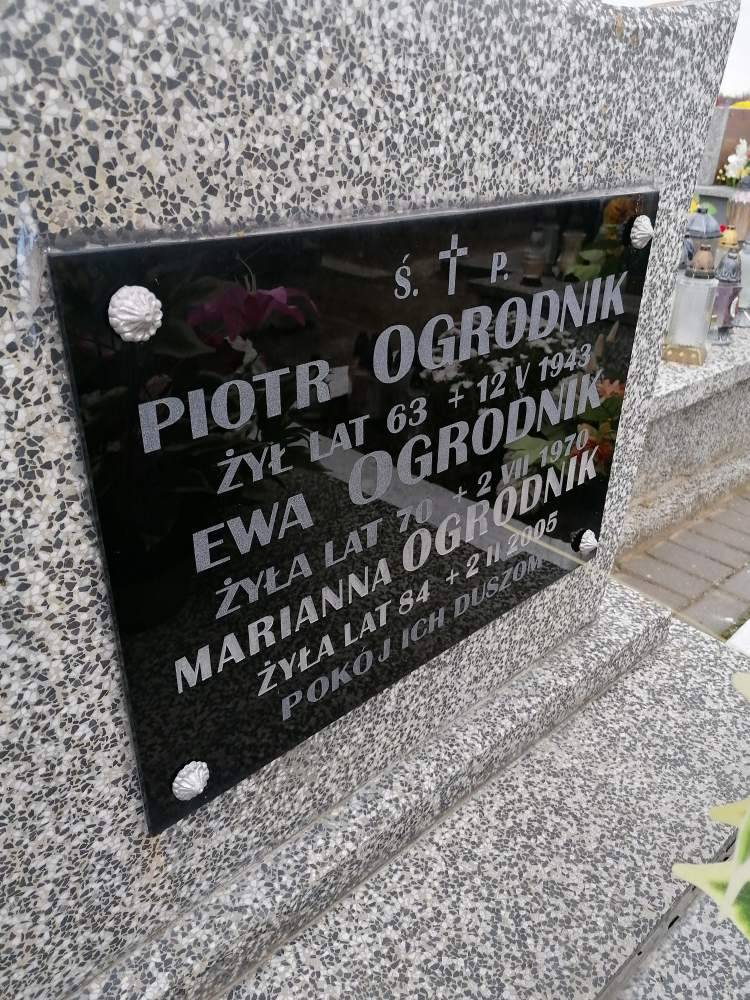 Ś. † P.
PIOTR OGRODNIK
ŻYŁ LAT 63 + 12 V 1943
EWA OGRODNIK
ŻYŁA LAT 70 + 2 VII 1970
MARIANNA OGRODNIK
ŻYŁA LAT 84 + 2 II 2005
POKÓJ ICH DUSZOM